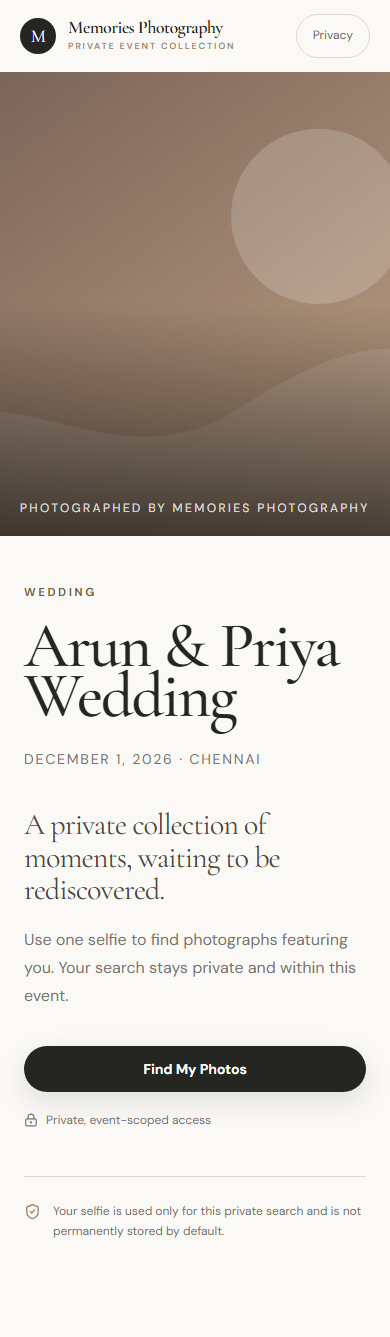 M
Memories Photography
PRIVATE EVENT COLLECTION
Privacy
PHOTOGRAPHED BY MEMORIES PHOTOGRAPHY
WEDDING
Arun & Priya
Wedding
DECEMBER 1, 2026 · CHENNAI
A private collection of
moments, waiting to be
rediscovered.
Use one selfie to find photographs featuring
you. Your search stays private and within this
event.
Find My Photos
Private, event-scoped access
Your selfie is used only for this private search and is not
permanently stored by default.